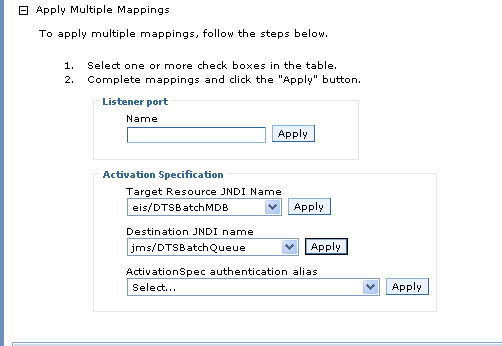 Apply Multiple Mappings
To apply multiple mappings, follow the steps below.
1. Select one or more check boxes in the table.
2. Complete mappings and click the "Apply" button.
Listener port
Name
Apply
Activation Specification
Target Resource JNDI Name
eis/DTSBatchMDB Apply
Destination JNDI name
jms/DTSBatchQueue Apply
ActivationSpec authentication alias
Select... Apply